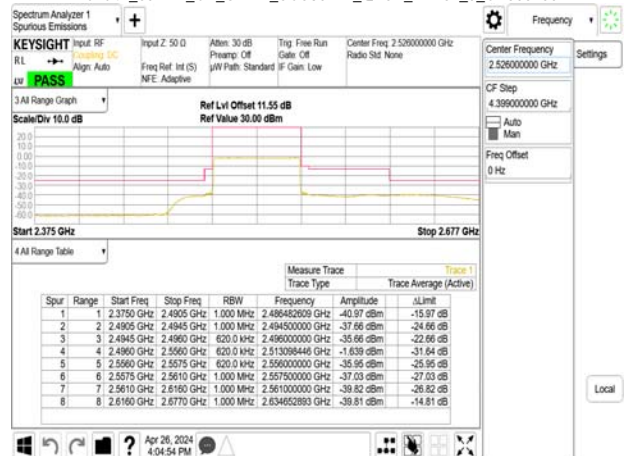 Spectrum Analyzer 1
Spurious Emissions
Frequency
KEYSIGHT
RL
PASS
Input: RF
Coupling: DC
Align: Auto
Input Z: 50 Ω
Freq Ref: Int (S)
NFE: Adaptive
Atten: 30 dB
Preamp: Off
µW Path: Standard
Trig: Free Run
Gate: Off
IF Gain: Low
Center Freq: 2.526000000 GHz
Radio Std: None
Center Frequency
2.526000000 GHz
Settings
CF Step
4.399000000 GHz
Auto
Man
Freq Offset
0 Hz
3 All Range Graph
Scale/Div 10.0 dB
Ref Lvl Offset 11.55 dB
Ref Value 30.00 dBm
20.0
10.0
0.00
-10.0
-20.0
-30.0
-40.0
-50.0
-60.0
Start 2.375 GHz
Stop 2.677 GHz
4 All Range Table
Measure Trace Trace 1
Trace Type Trace Average (Active)
Spur Range Start Freq Stop Freq RBW Frequency Amplitude ΔLimit
1 1 2.3750 GHz 2.4905 GHz 1.000 MHz 2.486482609 GHz -40.97 dBm -15.97 dB
2 2 2.4905 GHz 2.4945 GHz 1.000 MHz 2.494500000 GHz -37.66 dBm -24.66 dB
3 3 2.4945 GHz 2.4960 GHz 620.0 kHz 2.496000000 GHz -35.66 dBm -22.66 dB
4 4 2.4960 GHz 2.5560 GHz 620.0 kHz 2.513098446 GHz -1.639 dBm -31.64 dB
5 5 2.5560 GHz 2.5575 GHz 620.0 kHz 2.556000000 GHz -35.95 dBm -25.95 dB
6 6 2.5575 GHz 2.5610 GHz 1.000 MHz 2.557500000 GHz -37.03 dBm -27.03 dB
7 7 2.5610 GHz 2.6160 GHz 1.000 MHz 2.561000000 GHz -39.82 dBm -26.82 dB
8 8 2.6160 GHz 2.6770 GHz 1.000 MHz 2.634652893 GHz -39.81 dBm -14.81 dB
Local
Apr 26, 2024
4:04:54 PM